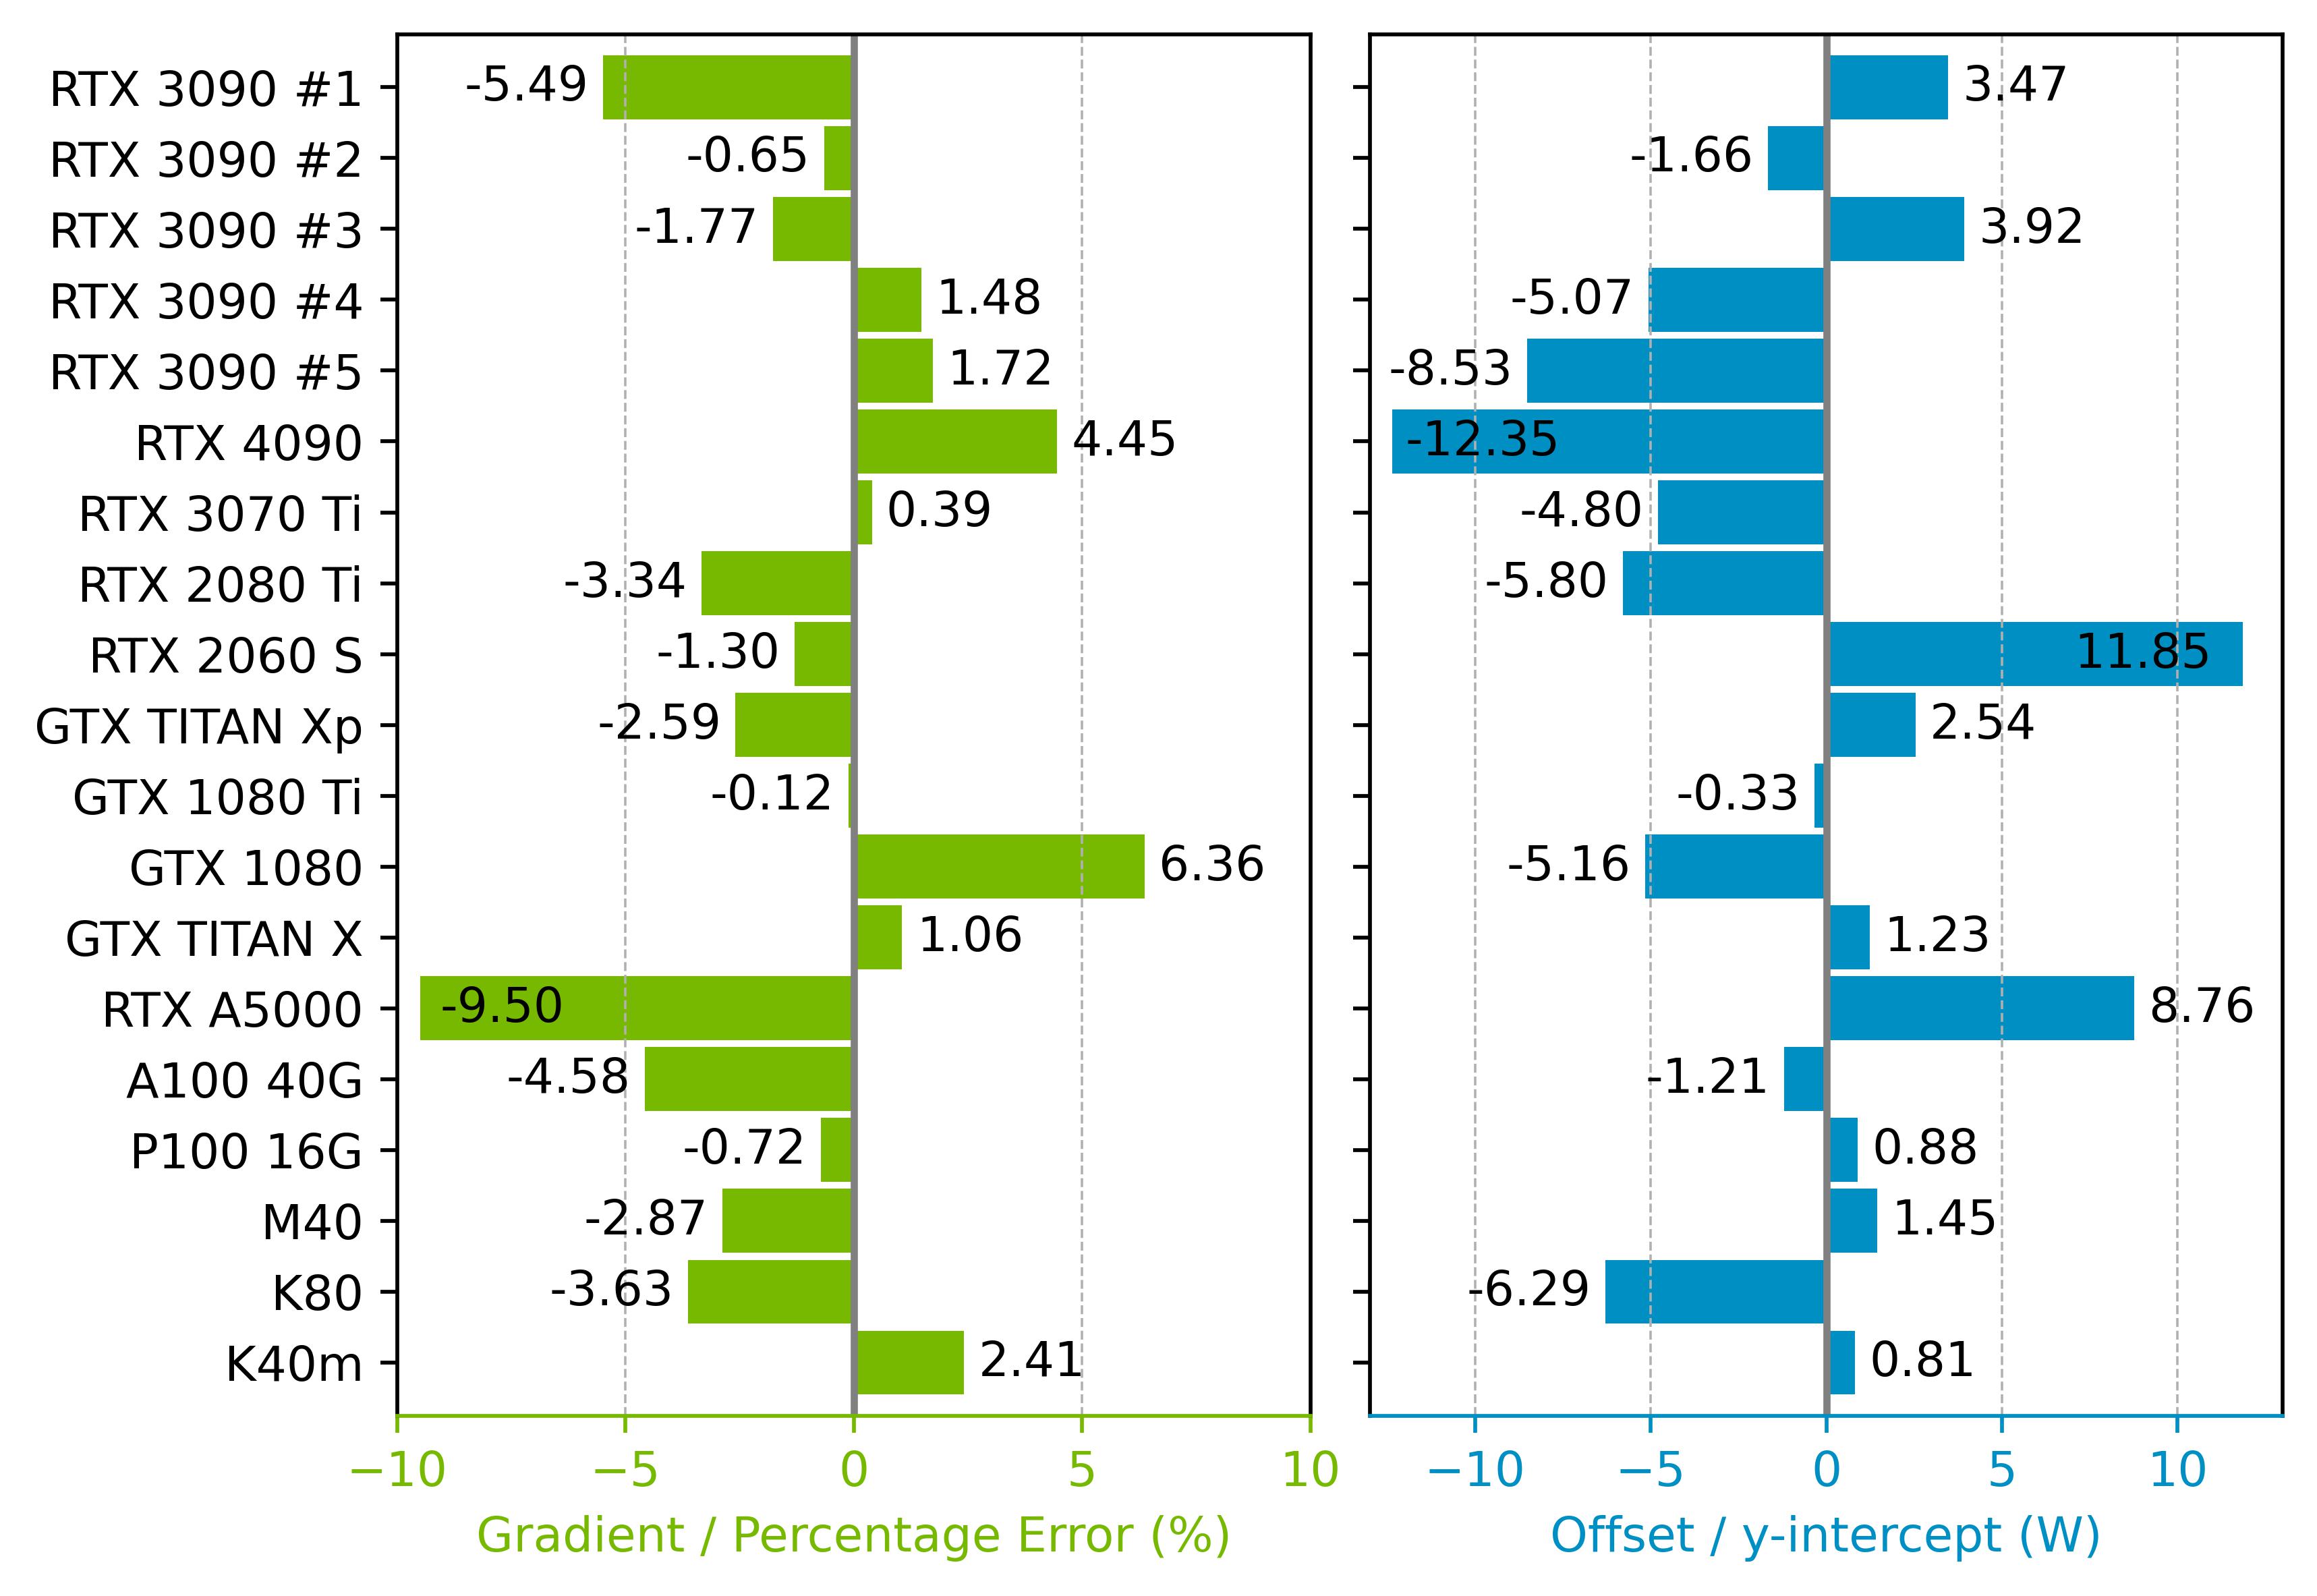 RTX 3090 #1 -5.49 3.47
RTX 3090 #2 -0.65 -1.66
RTX 3090 #3 -1.77 3.92
RTX 3090 #4 1.48 -5.07
RTX 3090 #5 1.72 -8.53
RTX 4090 4.45 -12.35
RTX 3070 Ti 0.39 -4.80
RTX 2080 Ti -3.34 -5.80
RTX 2060 S -1.30 11.85
GTX TITAN Xp -2.59 2.54
GTX 1080 Ti -0.12 -0.33
GTX 1080 6.36 -5.16
GTX TITAN X 1.06 1.23
RTX A5000 -9.50 8.76
A100 40G -4.58 -1.21
P100 16G -0.72 0.88
M40 -2.87 1.45
K80 -3.63 -6.29
K40m 2.41 0.81
−10 −5 0 5 10 −10 −5 0 5 10
Gradient / Percentage Error (%) Offset / y-intercept (W)